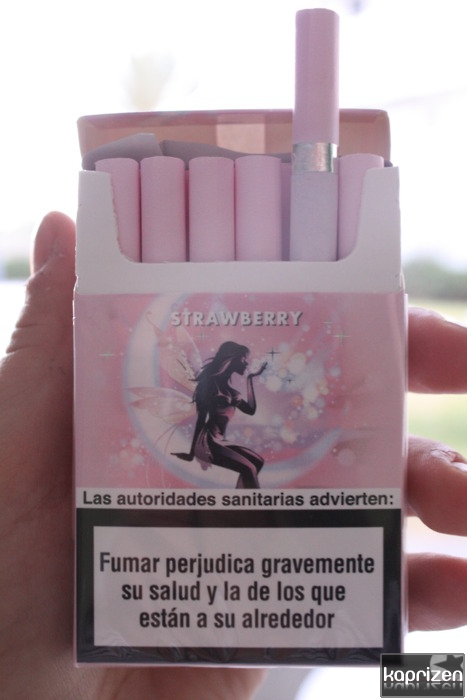 STRAWBERRY
Las autoridades sanitarias advierten:
Fumar perjudica gravemente
su salud y la de los que
están a su alrededor
kaprizen